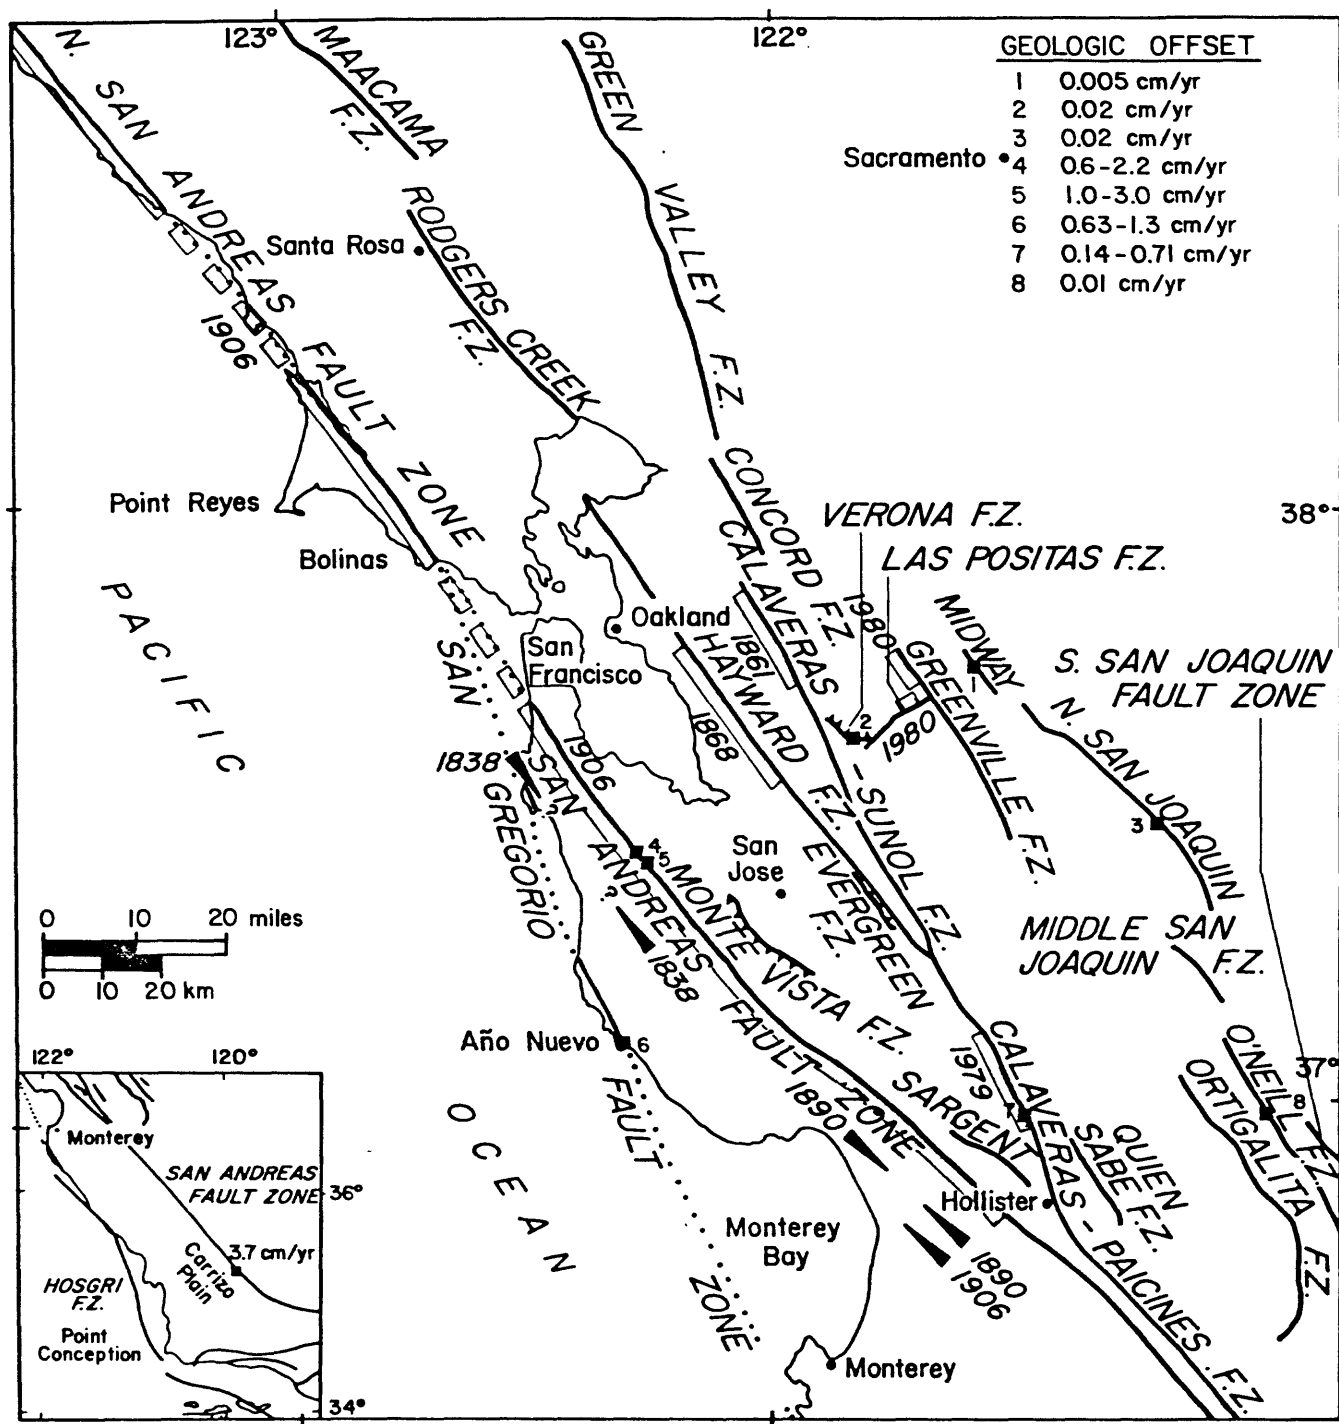 123°
122°
GEOLOGIC OFFSET
1 0.005 cm/yr
2 0.02 cm/yr
3 0.02 cm/yr
4 0.6-2.2 cm/yr
5 1.0-3.0 cm/yr
6 0.63-1.3 cm/yr
7 0.14-0.71 cm/yr
8 0.01 cm/yr
N. SAN ANDREAS FAULT ZONE
MAACAMA
F.Z.
GREEN VALLEY F.Z.
Sacramento
RODGERS CREEK
F.Z.
Santa Rosa
1906
Point Reyes
Bolinas
CONCORD F.Z.
VERONA F.Z.
38°
LAS POSITAS F.Z.
PACIFIC
OCEAN
Oakland
San
Francisco
SAN GREGORIO FAULT ZONE
HAYWARD F.Z.
CALAVERAS-SUNOL F.Z.
1861
1868
1980
1980
GREENVILLE F.Z.
MIDWAY
1
2
S. SAN JOAQUIN
FAULT ZONE
N. SAN JOAQUIN
3
1838
?
1906
SAN ANDREAS FAULT ZONE
4
5
?
1838
San
Jose
MONTE VISTA F.Z.
EVERGREEN
F.Z.
MIDDLE SAN
JOAQUIN F.Z.
0 10 20 miles
0 10 20 km
Año Nuevo
6
37°
O'NEILL F.Z.
ORTIGALITA F.Z.
8
1979
7
CALAVERAS-PAICINES F.Z.
QUIEN
SABE F.Z.
SARGENT
1890
Hollister
Monterey
Bay
1890
1906
Monterey
122°
120°
Monterey
SAN ANDREAS
FAULT ZONE
36°
3.7 cm/yr
Carrizo
Plain
HOSGRI
F.Z.
Point
Conception
34°